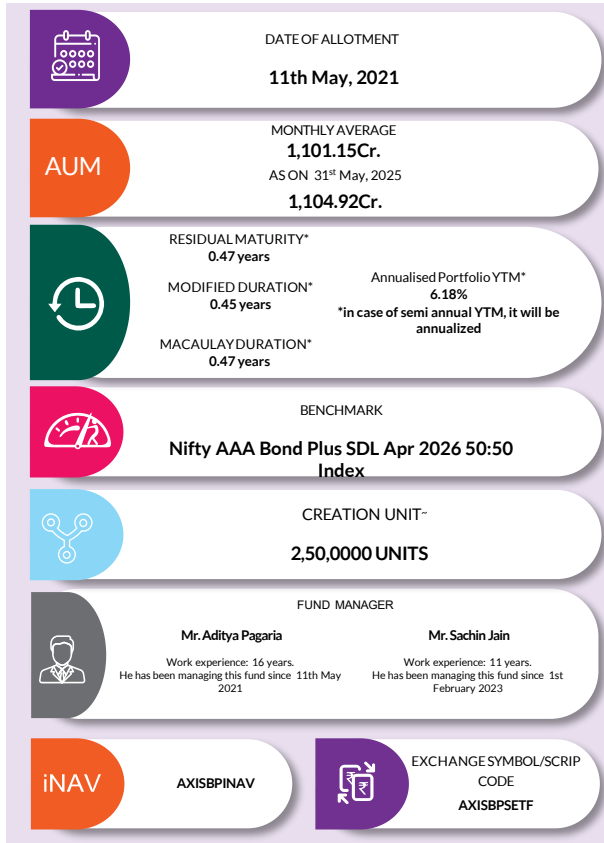 DATE OF ALLOTMENT
11th May, 2021
AUM
MONTHLY AVERAGE
1,101.15Cr.
AS ON 31st May, 2025
1,104.92Cr.
RESIDUAL MATURITY*
0.47 years
MODIFIED DURATION*
0.45 years
MACAULAY DURATION*
0.47 years
Annualised Portfolio YTM*
6.18%
*in case of semi annual YTM, it will be
annualized
BENCHMARK
Nifty AAA Bond Plus SDL Apr 2026 50:50
Index
CREATION UNIT~
2,50,0000 UNITS
FUND MANAGER
Mr. Aditya Pagaria
Work experience: 16 years.
He has been managing this fund since 11th May
2021
Mr. Sachin Jain
Work experience: 11 years.
He has been managing this fund since 1st
February 2023
iNAV
AXISBPINAV
EXCHANGE SYMBOL/SCRIP
CODE
AXISBPSETF